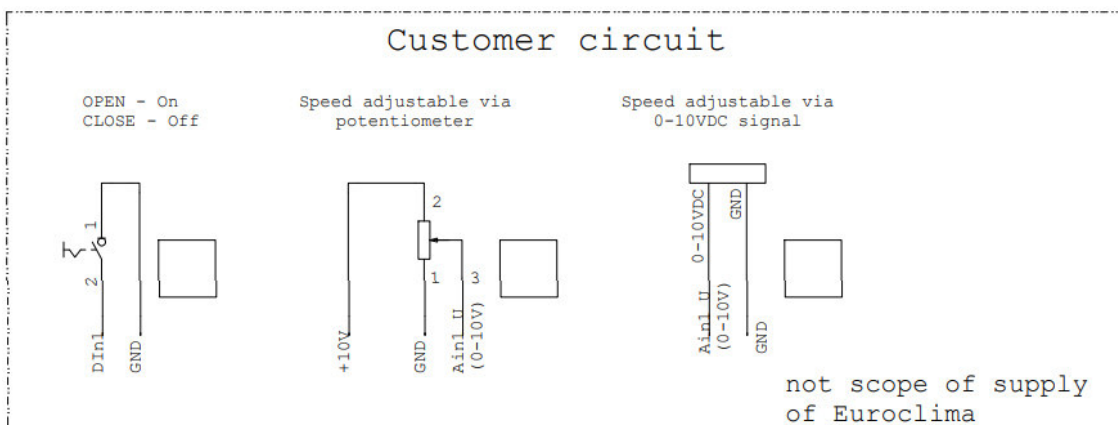 Customer circuit
OPEN - On
CLOSE - Off
Speed adjustable via
potentiometer
Speed adjustable via
0-10VDC signal
1
2
DIn1
GND
2
1
3
+10V
GND
Ain1 U
(0-10V)
0-10VDC
GND
Ain1 U
(0-10V)
GND
not scope of supply
of Euroclima